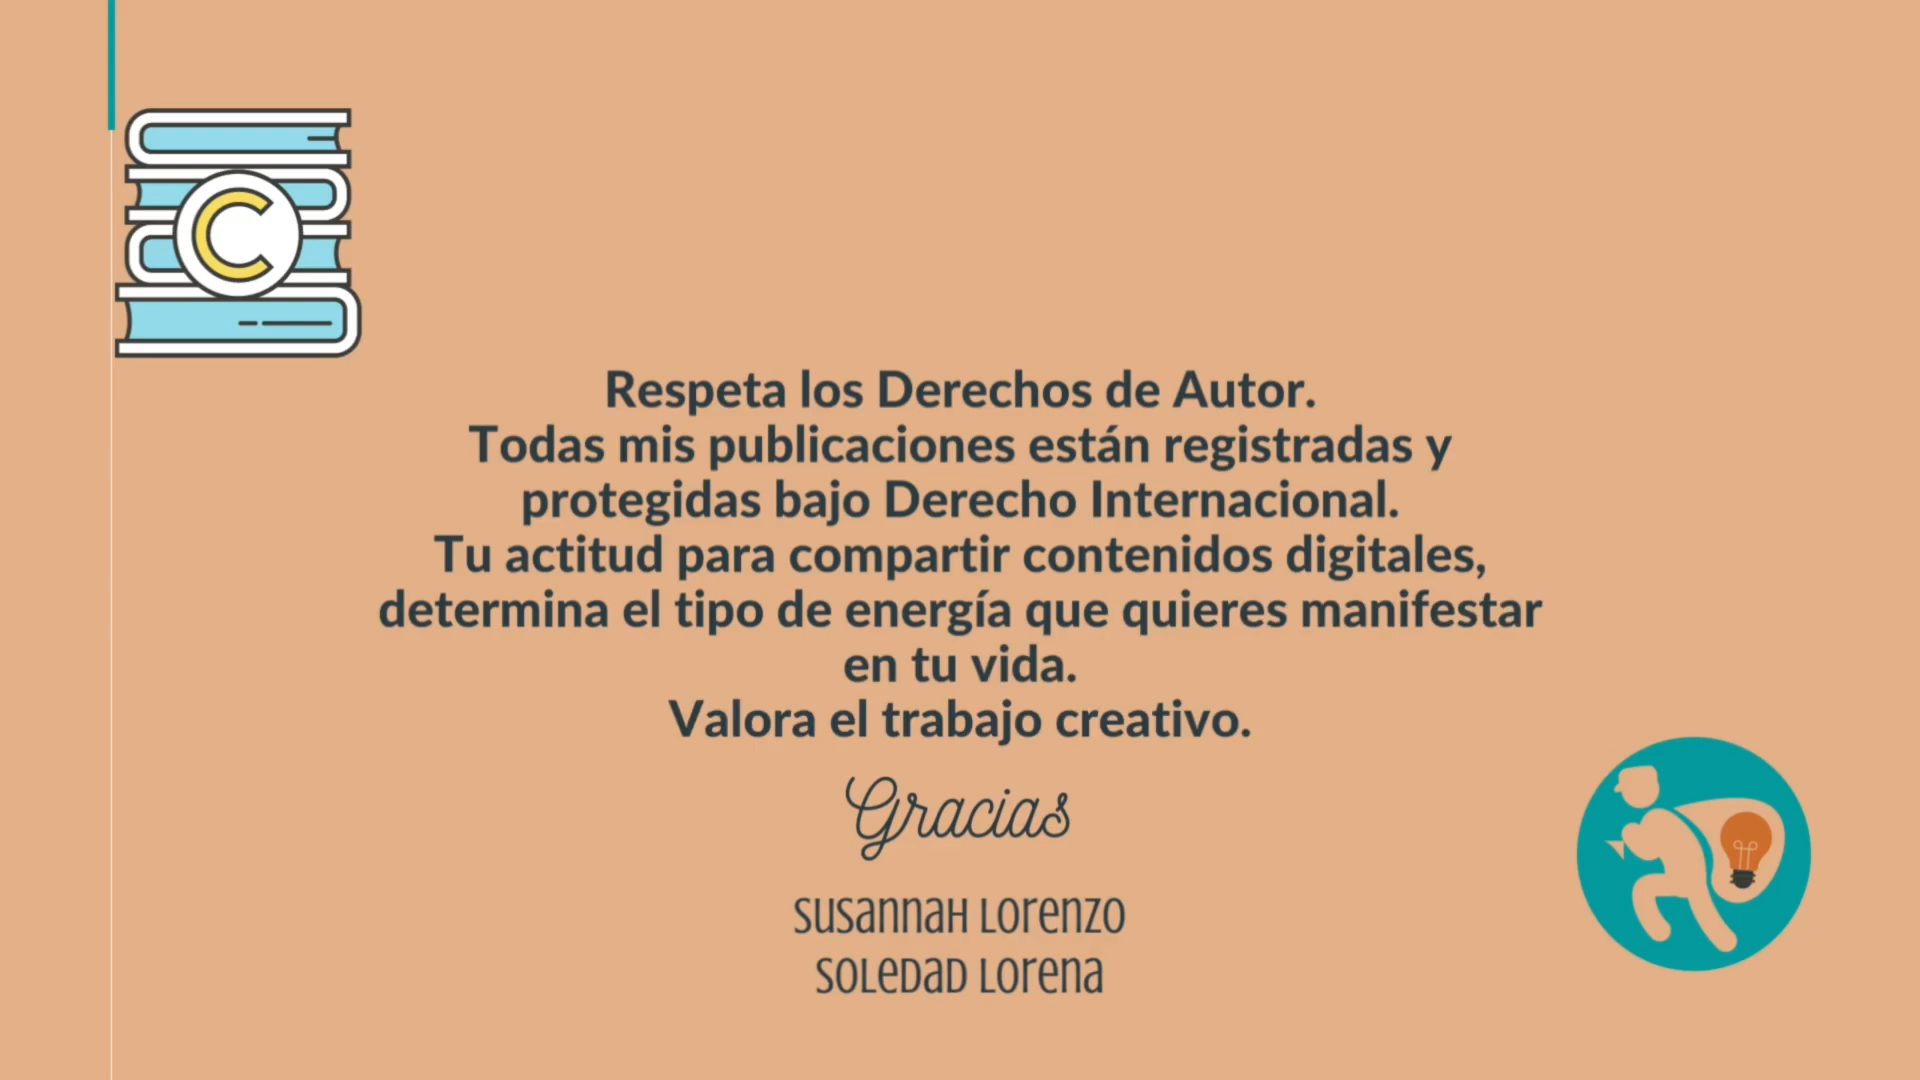 C
Respeta los Derechos de Autor.
Todas mis publicaciones están registradas y
protegidas bajo Derecho Internacional.
Tu actitud para compartir contenidos digitales,
determina el tipo de energía que quieres manifestar
en tu vida.
Valora el trabajo creativo.
Gracias
Susannah Lorenzo
Soledad Lorena